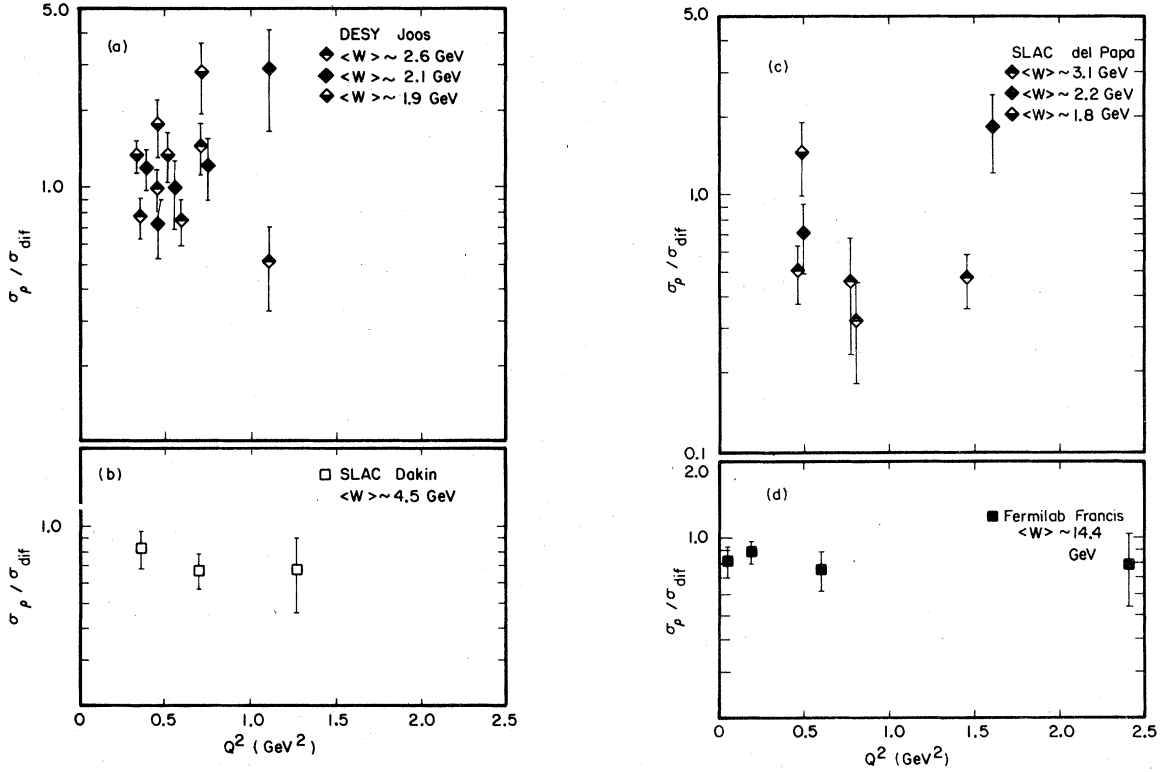 5.0
(a)
DESY Joos
<W> ~ 2.6 GeV
<W> ~ 2.1 GeV
<W> ~ 1.9 GeV
1.0
σρ / σdif
(b)
SLAC Dakin
<W> ~ 4.5 GeV
1.0
σρ / σdif
0 0.5 1.0 1.5 2.0 2.5
Q² (GeV²)
5.0
(c)
SLAC del Papa
<W> ~ 3.1 GeV
<W> ~ 2.2 GeV
<W> ~ 1.8 GeV
1.0
σρ / σdif
0.1
2.0
(d)
Fermilab Francis
<W> ~ 14.4
GeV
1.0
σρ / σdif
0 0.5 1.0 1.5 2.0 2.5
Q² (GeV²)